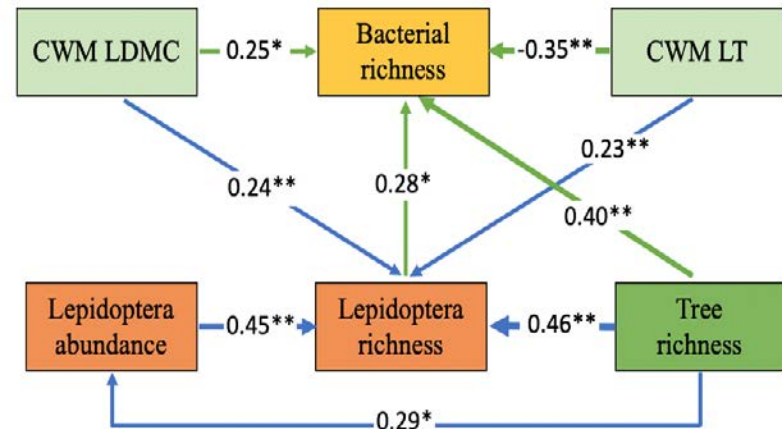 CWM LDMC
0.25*
Bacterial
richness
-0.35**
CWM LT
0.24**
0.28*
0.23**
0.40**
Lepidoptera
abundance
0.45**
Lepidoptera
richness
0.46**
Tree
richness
0.29*